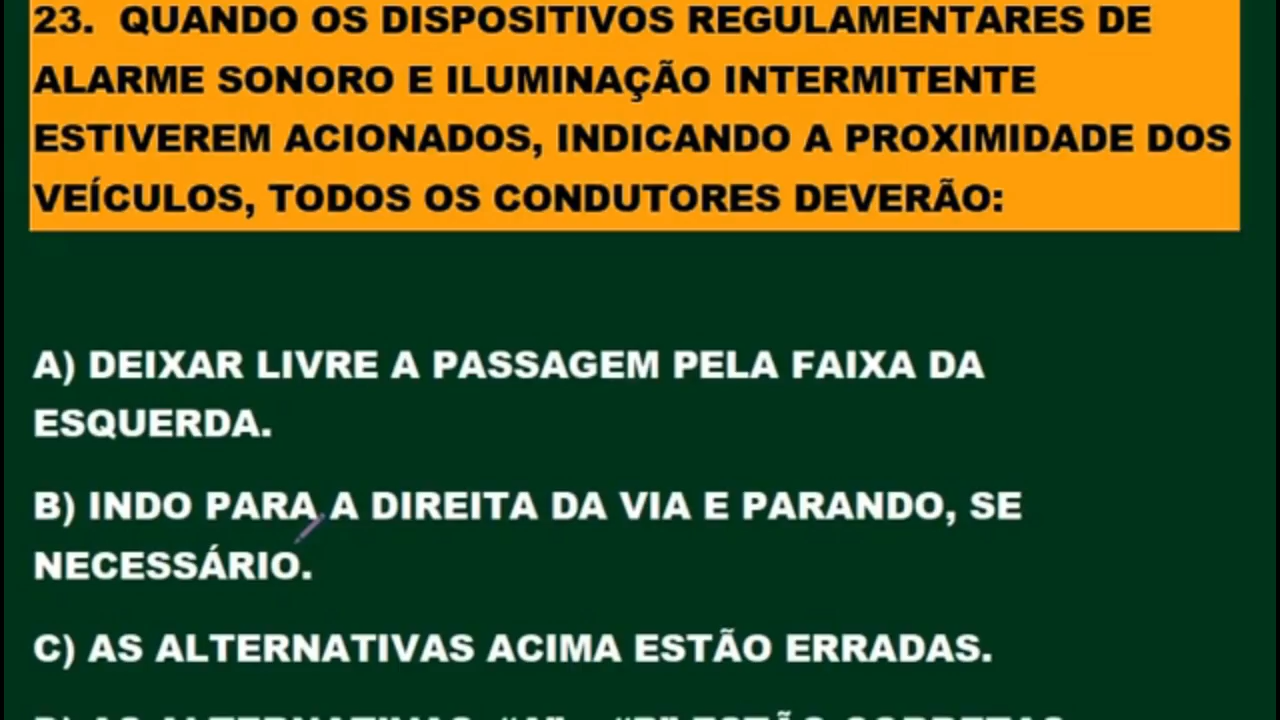 23. QUANDO OS DISPOSITIVOS REGULAMENTARES DE
ALARME SONORO E ILUMINAÇÃO INTERMITENTE
ESTIVEREM ACIONADOS, INDICANDO A PROXIMIDADE DOS
VEÍCULOS, TODOS OS CONDUTORES DEVERÃO:
A) DEIXAR LIVRE A PASSAGEM PELA FAIXA DA
ESQUERDA.
B) INDO PARA A DIREITA DA VIA E PARANDO, SE
NECESSÁRIO.
C) AS ALTERNATIVAS ACIMA ESTÃO ERRADAS.